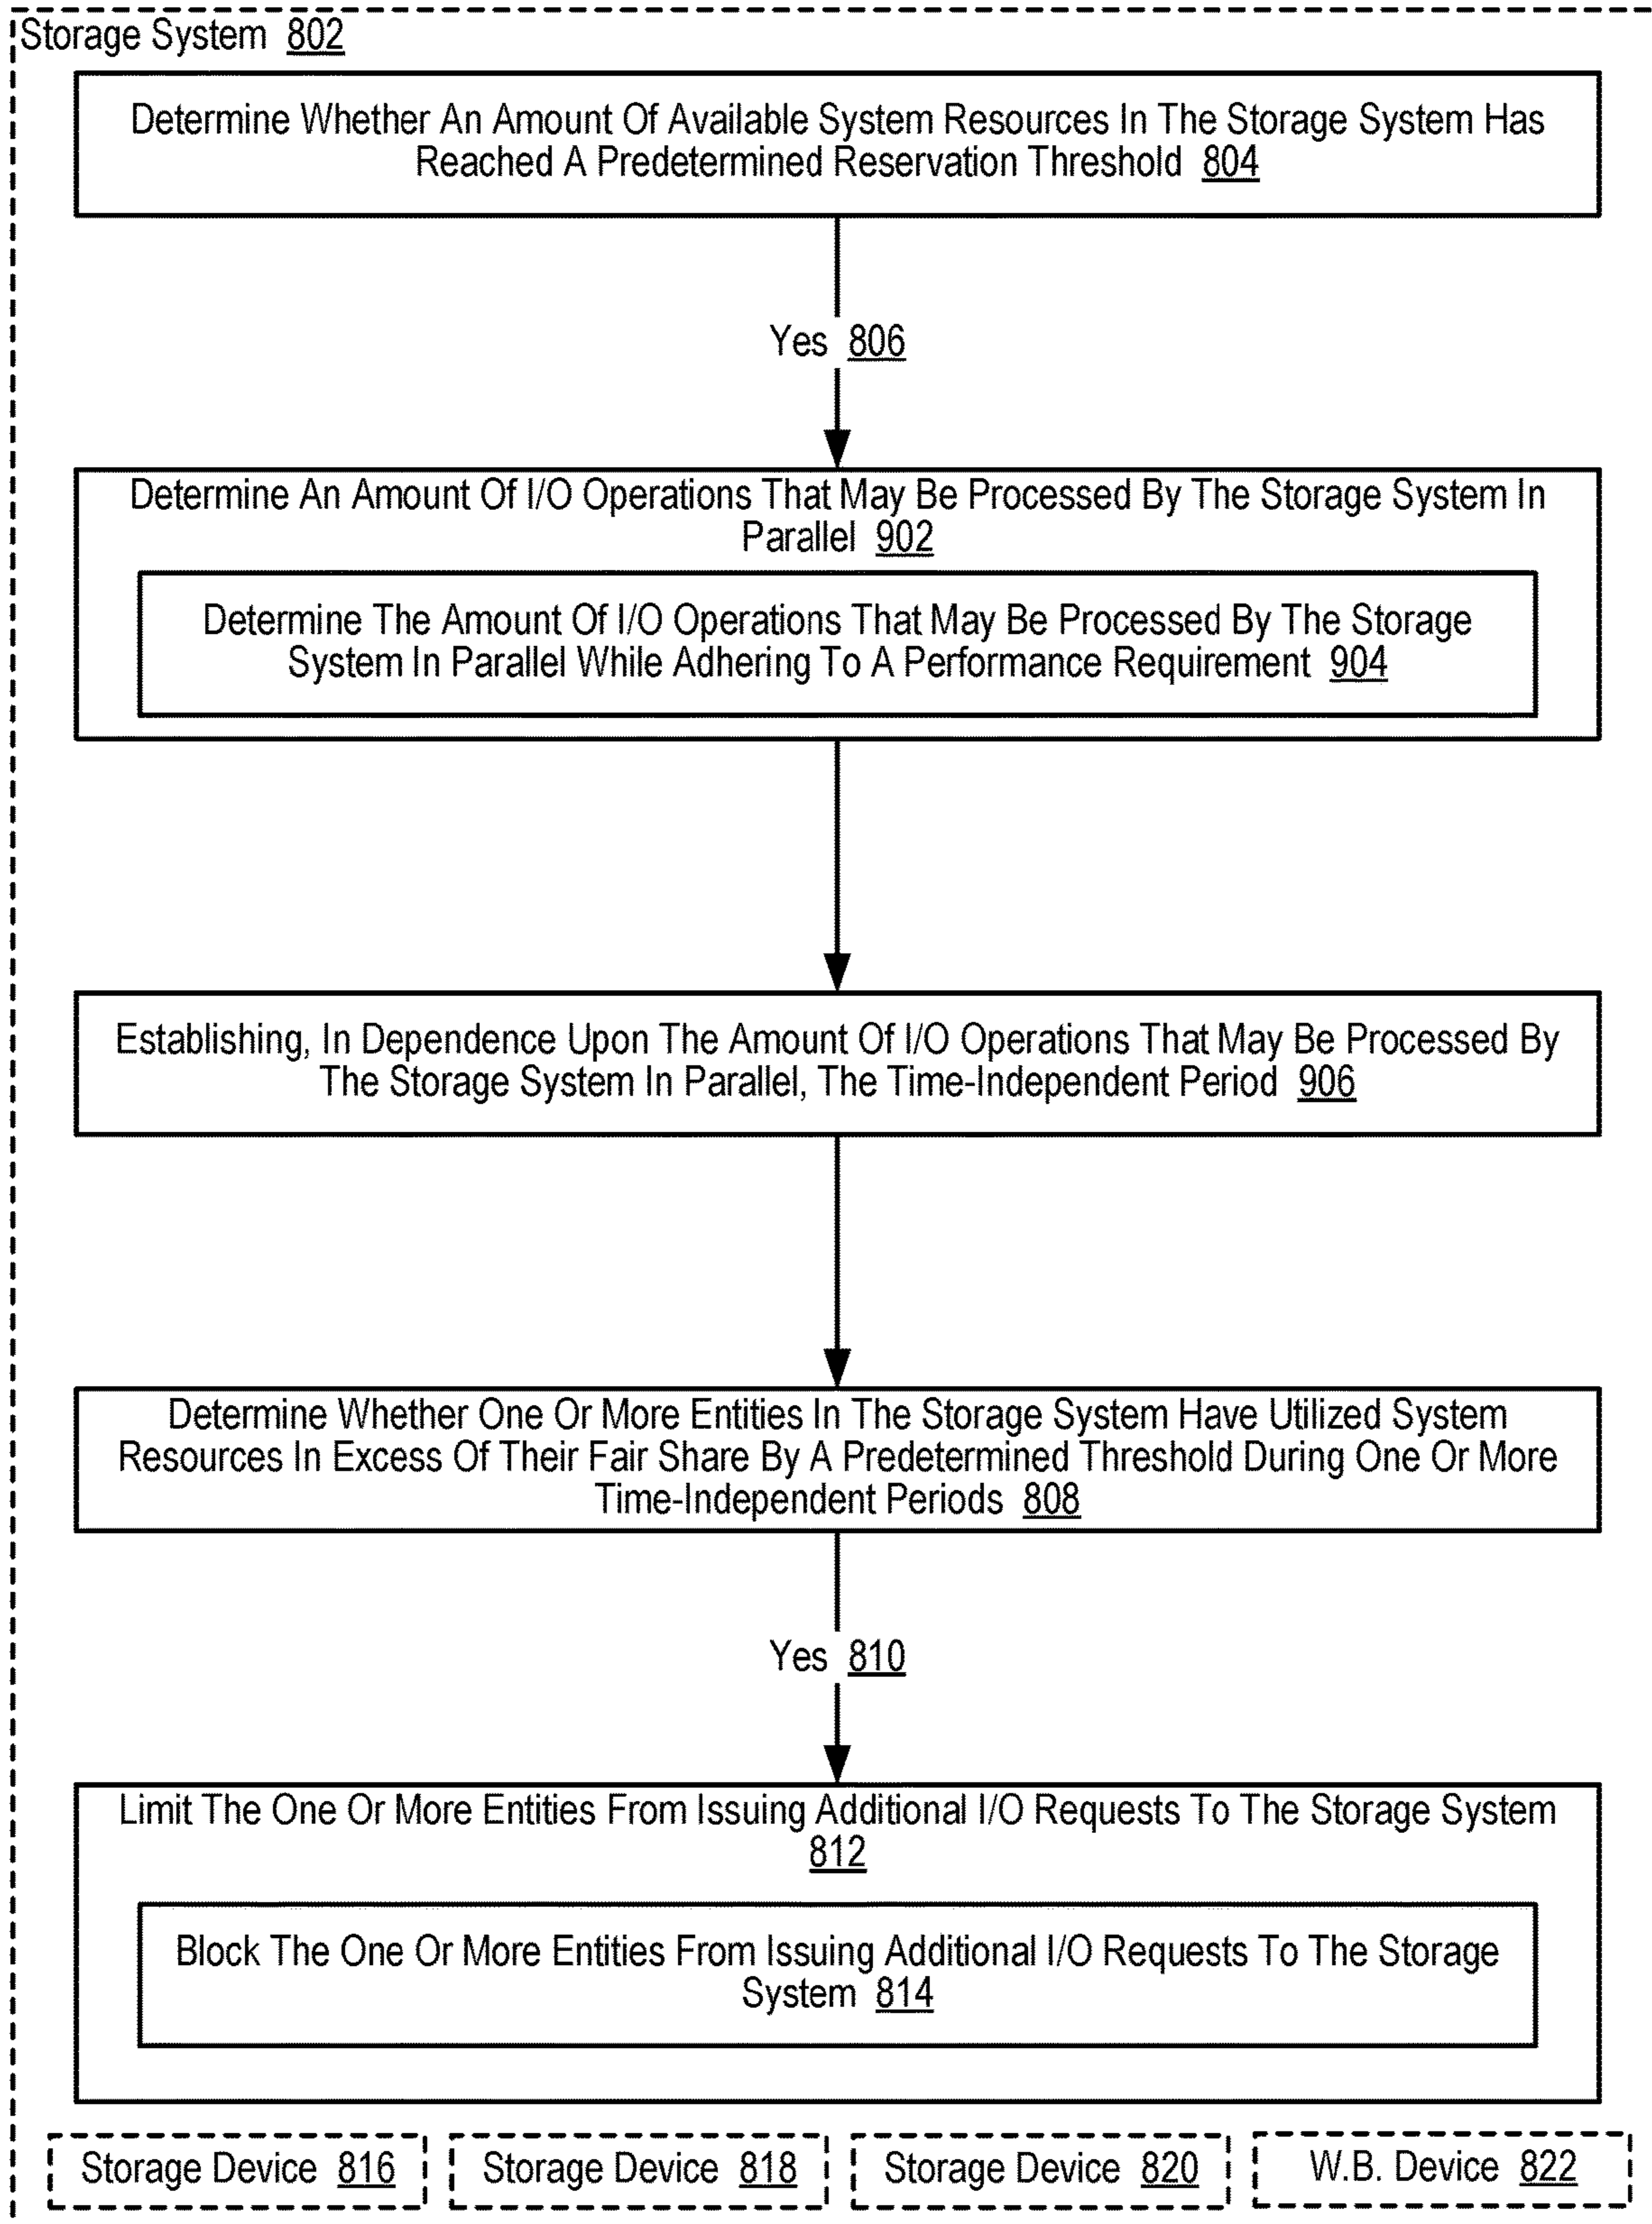 Storage System 802
Determine Whether An Amount Of Available System Resources In The Storage System Has
Reached A Predetermined Reservation Threshold 804
Yes 806
Determine An Amount Of I/O Operations That May Be Processed By The Storage System In
Parallel 902
Determine The Amount Of I/O Operations That May Be Processed By The Storage
System In Parallel While Adhering To A Performance Requirement 904
Establishing, In Dependence Upon The Amount Of I/O Operations That May Be Processed By
The Storage System In Parallel, The Time-Independent Period 906
Determine Whether One Or More Entities In The Storage System Have Utilized System
Resources In Excess Of Their Fair Share By A Predetermined Threshold During One Or More
Time-Independent Periods 808
Yes 810
Limit The One Or More Entities From Issuing Additional I/O Requests To The Storage System
812
Block The One Or More Entities From Issuing Additional I/O Requests To The Storage
System 814
Storage Device 816
Storage Device 818
Storage Device 820
W.B. Device 822